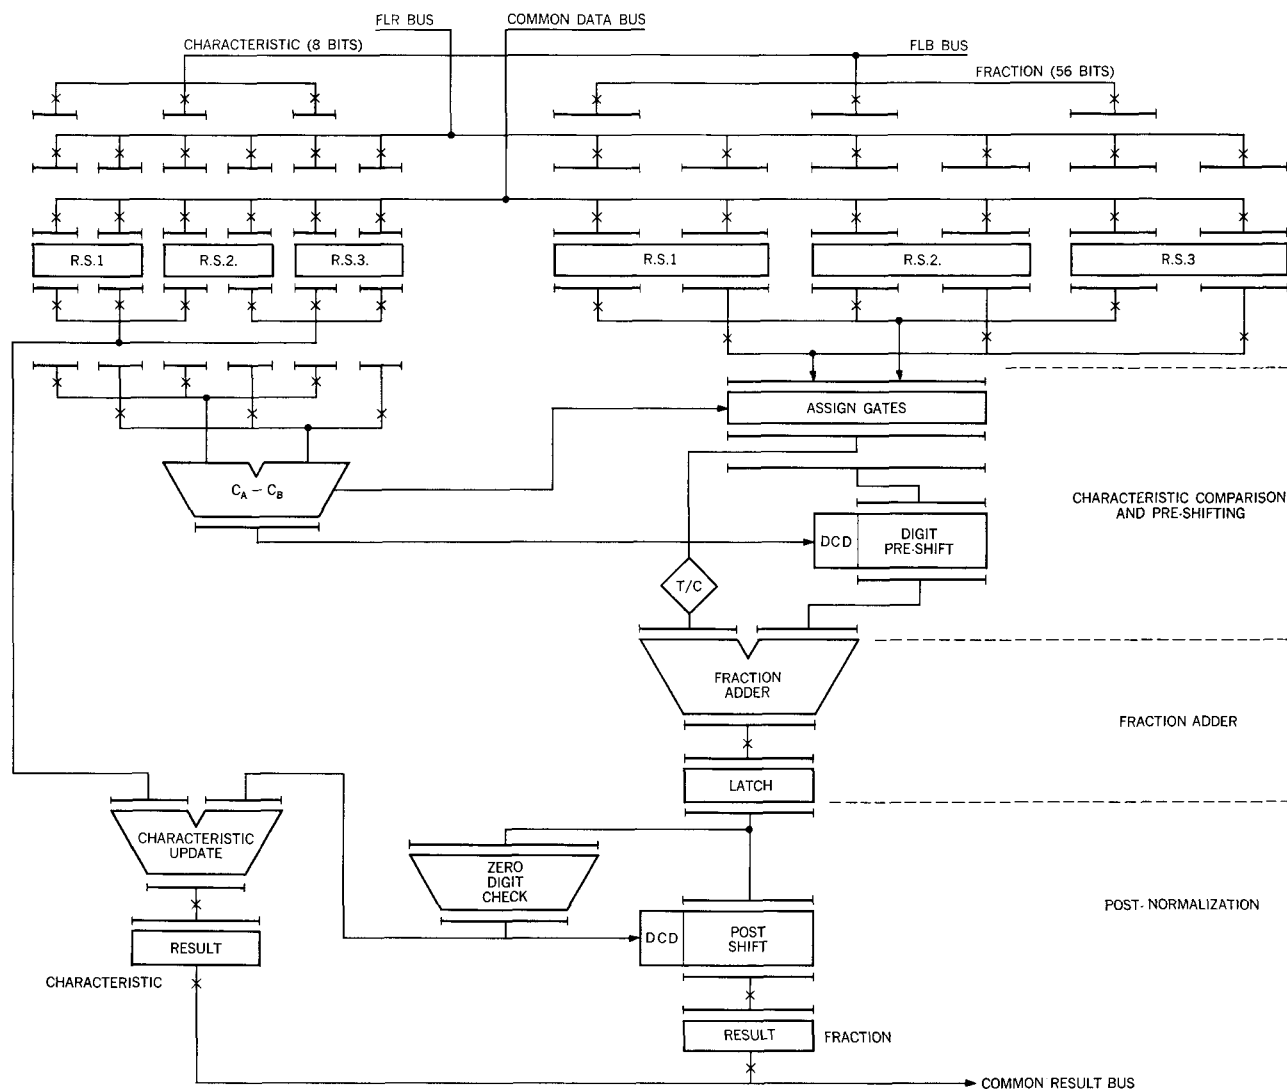 FLR BUS
COMMON DATA BUS
CHARACTERISTIC (8 BITS)
FLB BUS
FRACTION (56 BITS)
R.S.1
R.S.2.
R.S.3.
R.S.1
R.S.2.
R.S.3
ASSIGN GATES
CA – CB
CHARACTERISTIC COMPARISON
AND PRE-SHIFTING
DCD
DIGIT
PRE-SHIFT
T/C
FRACTION
ADDER
FRACTION ADDER
LATCH
CHARACTERISTIC
UPDATE
ZERO
DIGIT
CHECK
POST-NORMALIZATION
DCD
POST
SHIFT
RESULT
CHARACTERISTIC
RESULT
FRACTION
COMMON RESULT BUS